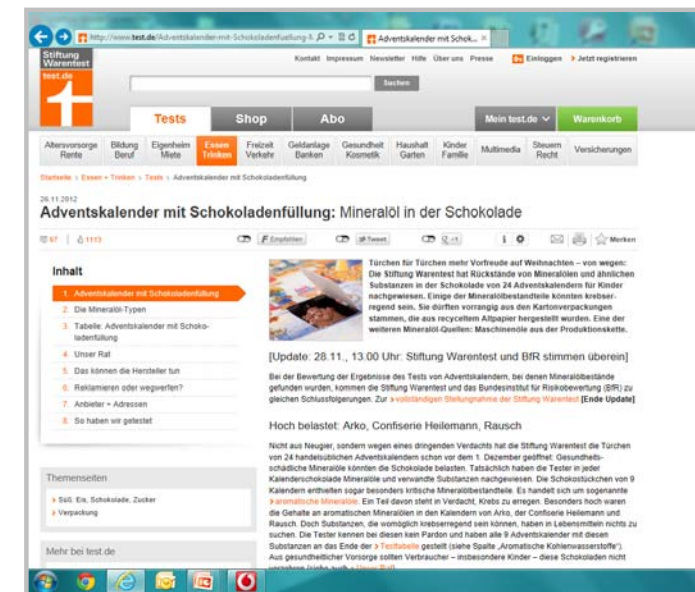 http://www.test.de/Adventskalender-mit-Schokoladenfuellung-M
Adventskalender mit Schok...
Stiftung
Warentest
test.de
Kontakt Impressum Newsletter Hilfe Über uns Presse Einloggen Jetzt registrieren
Suchen
Tests Shop Abo Mein test.de Warenkorb
Altersvorsorge Rente Bildung Beruf Eigenheim Miete Essen Trinken Freizeit Verkehr Geldanlage Banken Gesundheit Kosmetik Haushalt Garten Kinder Familie Multimedia Steuern Recht Versicherungen
Startseite > Essen + Trinken > Tests > Adventskalender mit Schokoladenfüllung
26.11.2012
Adventskalender mit Schokoladenfüllung: Mineralöl in der Schokolade
67 | 1113 Empfehlen Tweet +1 Merken
Inhalt
1. Adventskalender mit Schokoladenfüllung
2. Die Mineralöl-Typen
3. Tabelle: Adventskalender mit Schoko-
ladenfüllung
4. Unser Rat
5. Das können die Hersteller tun
6. Reklamieren oder wegwerfen?
7. Anbieter + Adressen
8. So haben wir getestet
Themenseiten
> Süß: Eis, Schokolade, Zucker
> Verpackung
Mehr bei test.de
Türchen für Türchen mehr Vorfreude auf Weihnachten – von wegen:
Die Stiftung Warentest hat Rückstände von Mineralölen und ähnlichen
Substanzen in der Schokolade von 24 Adventskalendern für Kinder
nachgewiesen. Einige der Mineralölbestandteile könnten krebser-
regend sein. Sie dürften vorrangig aus den Kartonverpackungen
stammen, die aus recyceltem Altpapier hergestellt wurden. Eine der
weiteren Mineralöl-Quellen: Maschinenöle aus der Produktionskette.
[Update: 28.11., 13.00 Uhr: Stiftung Warentest und BfR stimmen überein]
Bei der Bewertung der Ergebnisse des Tests von Adventskalendern, bei denen Mineralölbestände
gefunden wurden, kommen die Stiftung Warentest und das Bundesinstitut für Risikobewertung (BfR) zu
gleichen Schlussfolgerungen. Zur > vollständigen Stellungnahme der Stiftung Warentest [Ende Update]
Hoch belastet: Arko, Confiserie Heilemann, Rausch
Nicht aus Neugier, sondern wegen eines dringenden Verdachts hat die Stiftung Warentest die Türchen
von 24 handelsüblichen Adventskalendern schon vor dem 1. Dezember geöffnet: Gesundheits-
schädliche Mineralöle könnten die Schokolade belasten. Tatsächlich haben die Tester in jeder
Kalenderschokolade Mineralöle und verwandte Substanzen nachgewiesen. Die Schokostückchen von 9
Kalendern enthielten sogar besonders kritische Mineralölbestandteile. Es handelt sich um sogenannte
> aromatische Mineralöle. Ein Teil davon steht in Verdacht, Krebs zu erregen. Besonders hoch waren
die Gehalte an aromatischen Mineralölen in den Kalendern von Arko, der Confiserie Heilemann und
Rausch. Doch Substanzen, die womöglich krebserregend sein können, haben in Lebensmitteln nichts zu
suchen. Die Tester kennen bei diesen kein Pardon und haben alle 9 Adventskalender mit diesen
Substanzen an das Ende der > Testtabelle gestellt (siehe Spalte „Aromatische Kohlenwasserstoffe“).
Aus gesundheitlicher Vorsorge sollten Verbraucher – insbesondere Kinder – diese Schokoladen nicht